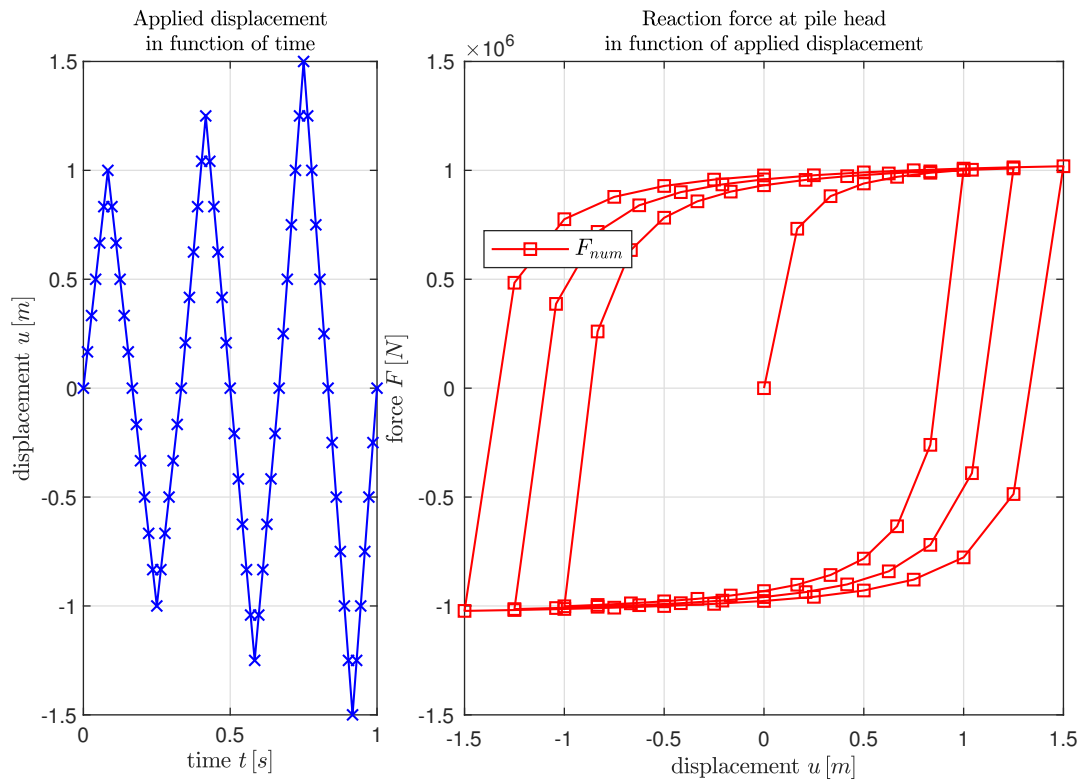 Applied displacement
in function of time
1.5
1
0.5
0
-0.5
-1
-1.5
displacement u [m]
0
0.5
1
time t [s]
Reaction force at pile head
in function of applied displacement
×10^6
1.5
1
0.5
0
-0.5
-1
-1.5
force F [N]
F_num
-1.5
-1
-0.5
0
0.5
1
1.5
displacement u [m]